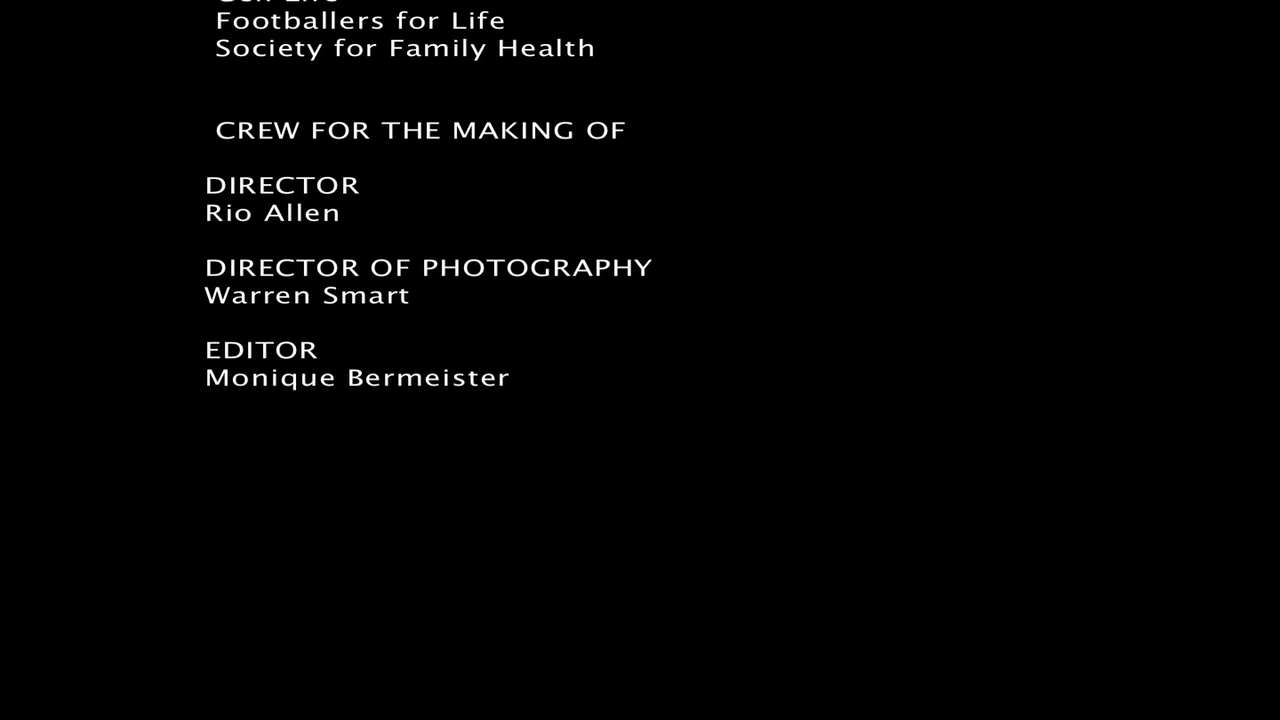 Footballers for Life
Society for Family Health
CREW FOR THE MAKING OF
DIRECTOR
Rio Allen
DIRECTOR OF PHOTOGRAPHY
Warren Smart
EDITOR
Monique Bermeister